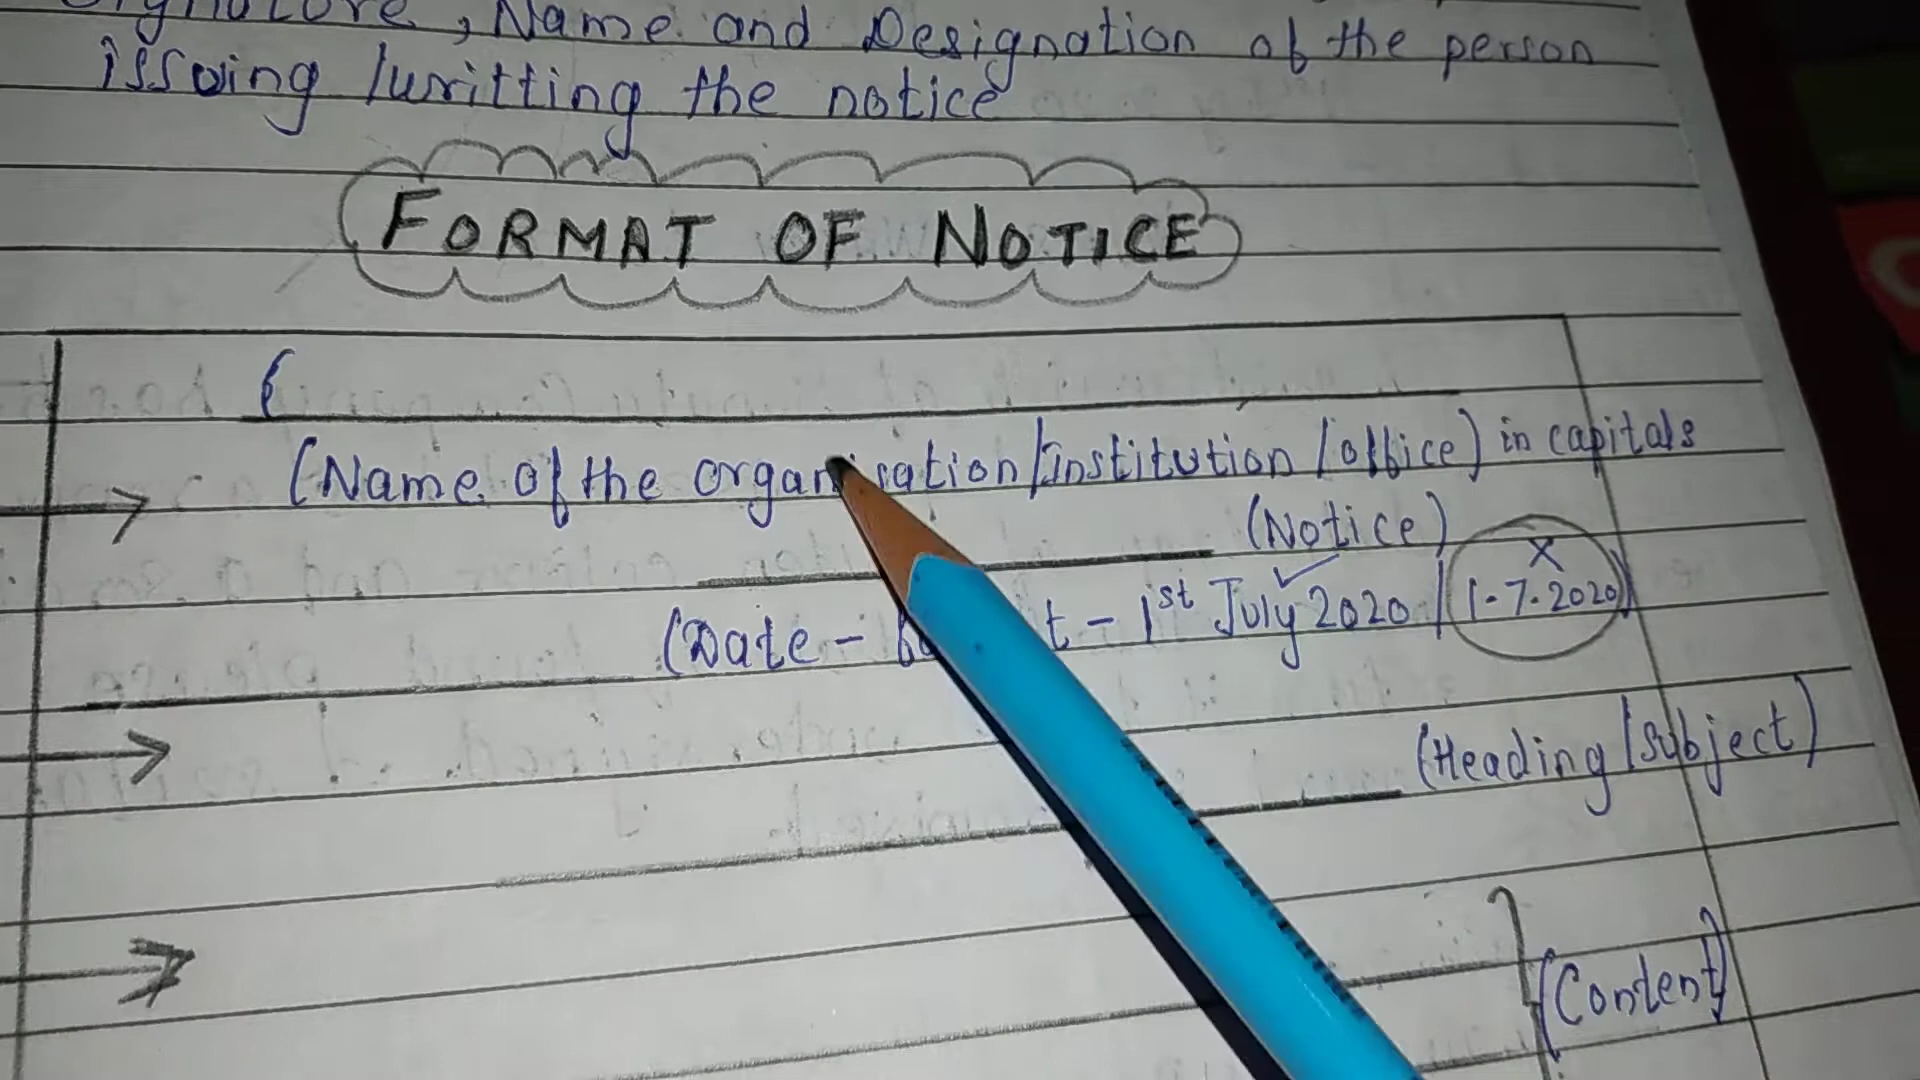 Signature, Name and Designation of the person
issuing /writting the notice
FORMAT OF NOTICE
(
(Name of the organisation/institution/office) in capitals
(Notice)
(Date - t - 1st July 2020 / 1.7.2020)
(Heading/subject)
(Content)